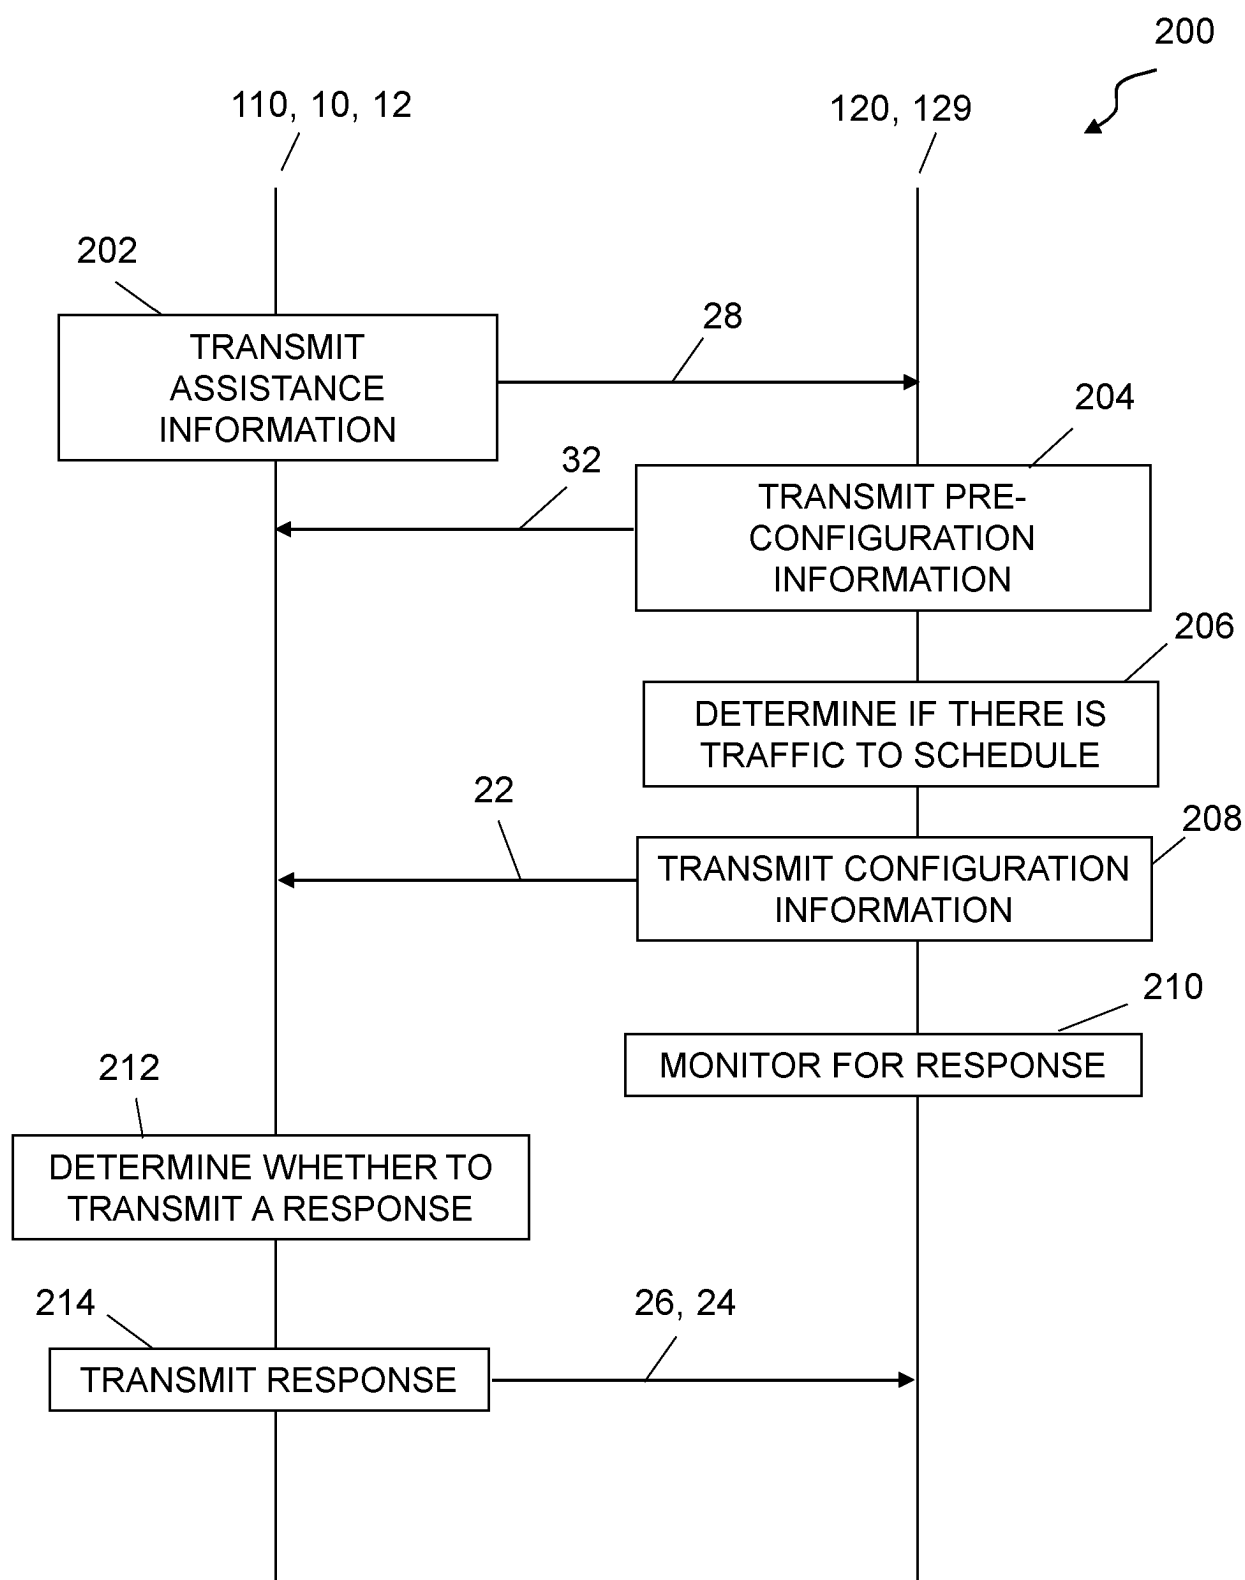 200
110, 10, 12
120, 129
202
TRANSMIT
ASSISTANCE
INFORMATION
28
204
32
TRANSMIT PRE-
CONFIGURATION
INFORMATION
206
DETERMINE IF THERE IS
TRAFFIC TO SCHEDULE
22
208
TRANSMIT CONFIGURATION
INFORMATION
210
MONITOR FOR RESPONSE
212
DETERMINE WHETHER TO
TRANSMIT A RESPONSE
214
26, 24
TRANSMIT RESPONSE